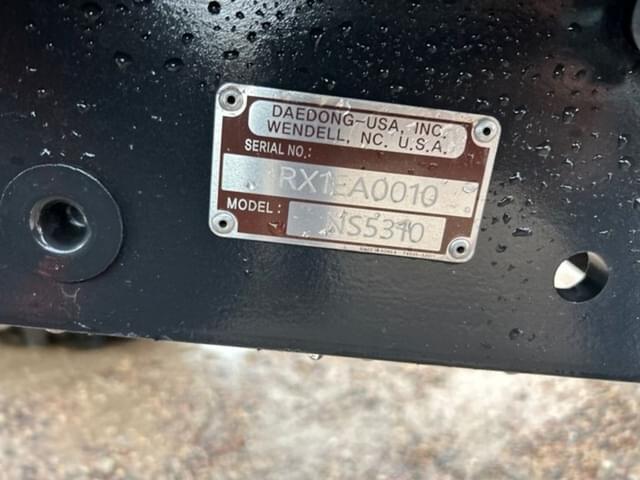 DAEDONG-USA, INC.
WENDELL, NC. U.S.A.
SERIAL NO.:
RX1EA0010
MODEL:
NS5310